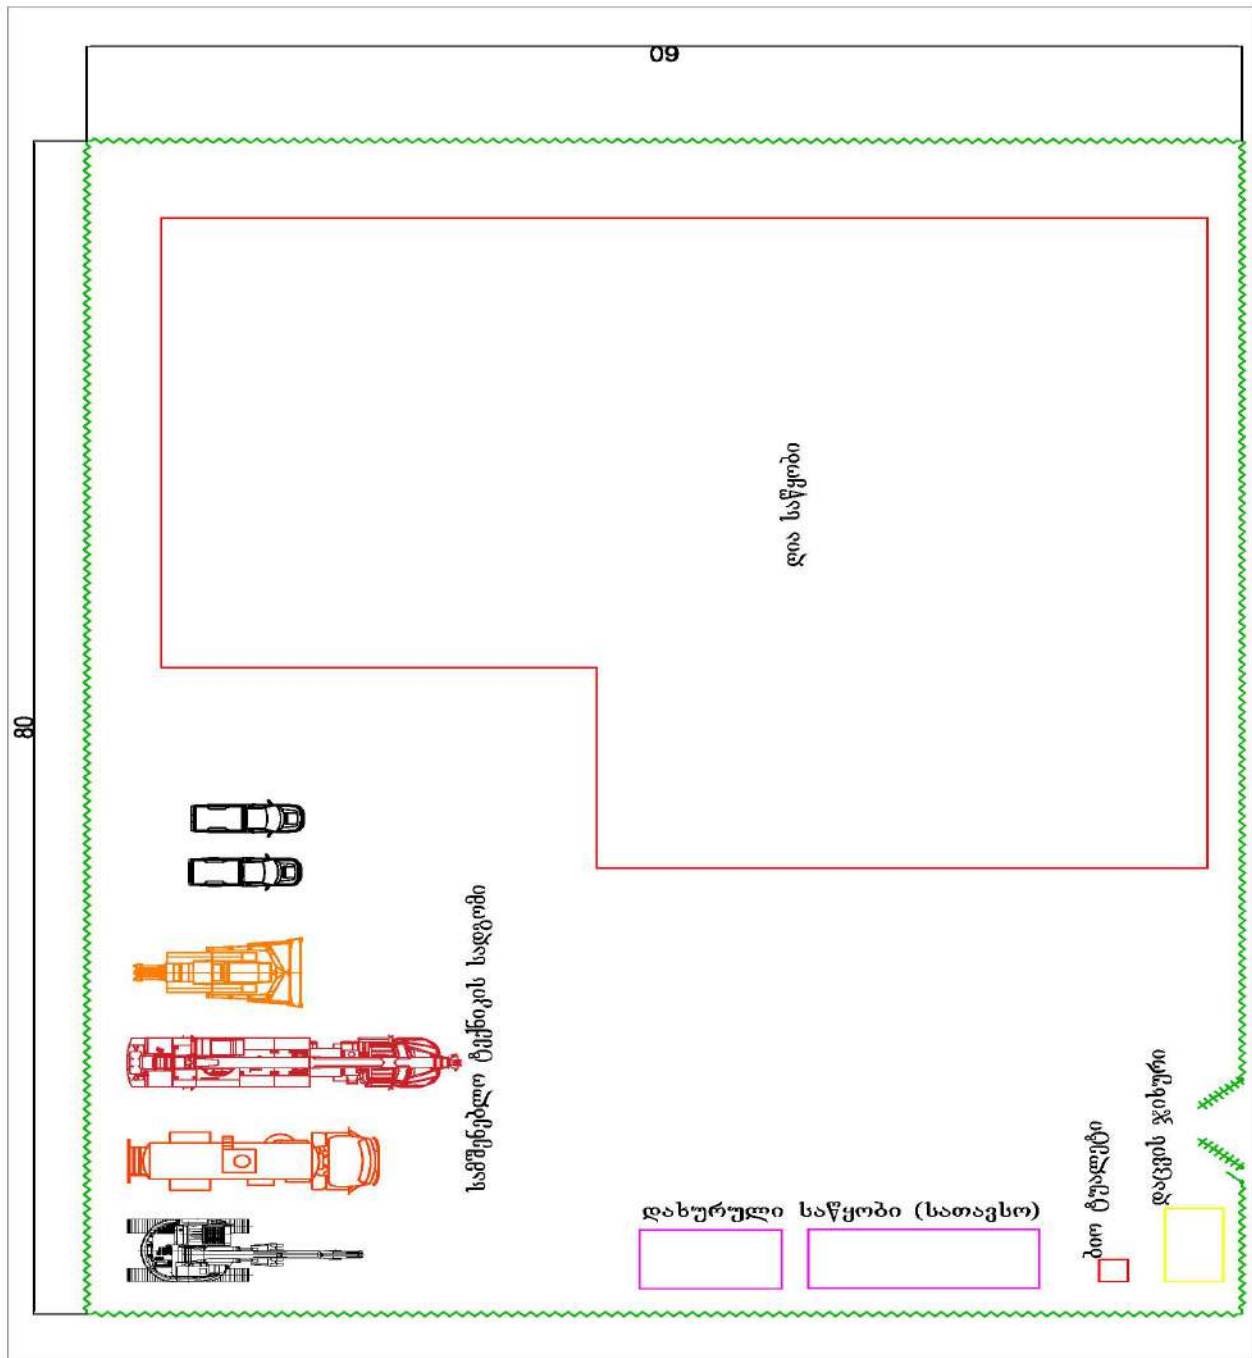 60
80
ღია საწყობი
სამშენებლო ტექნიკის სადგომი
დახურული საწყობი (სათავსო)
ბიო ტუალეტი
დაცვის ჯიხური